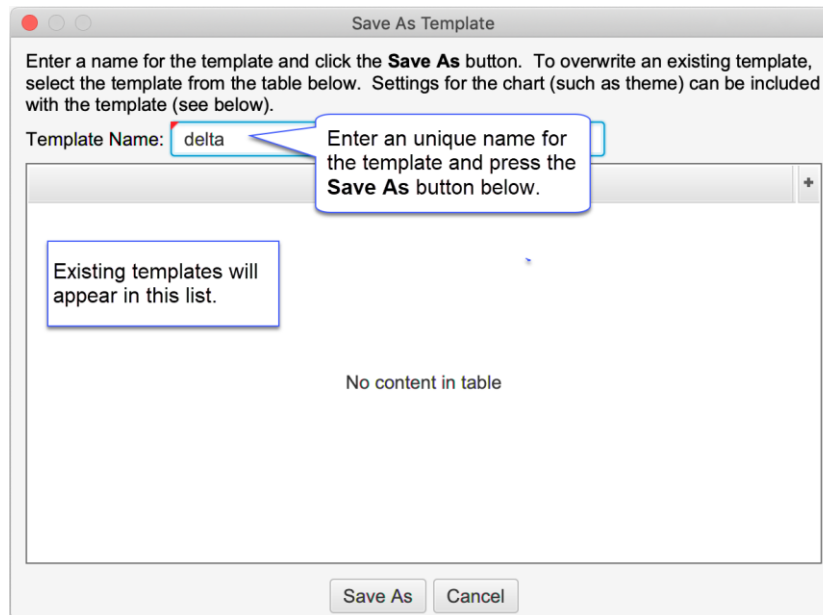 Save As Template
Enter a name for the template and click the Save As button. To overwrite an existing template,
select the template from the table below. Settings for the chart (such as theme) can be included
with the template (see below).
Template Name: delta
Enter an unique name for
the template and press the
Save As button below.
+
Existing templates will
appear in this list.
No content in table
Save As Cancel